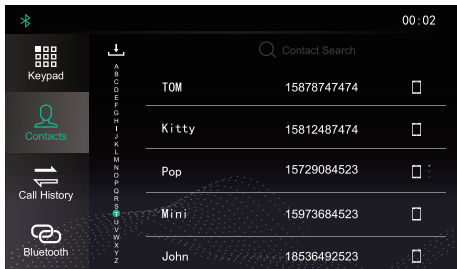 00:02
Keypad
Contacts
Call History
Bluetooth
A
B
C
D
E
F
G
H
I
J
K
L
M
N
O
P
Q
R
S
T
U
V
W
X
Y
Z
Contact Search
TOM 15878747474
Kitty 15812487474
Pop 15729084523
Mini 15973684523
John 18536492523